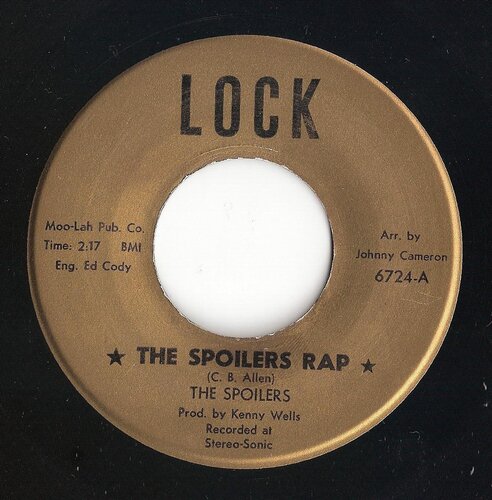 LOCK
Moo-Lah Pub. Co.
Time: 2:17 BMI
Eng. Ed Cody
Arr. by
Johnny Cameron
6724-A
★ THE SPOILERS RAP ★
(C. B. Allen)
THE SPOILERS
Prod. by Kenny Wells
Recorded at
Stereo-Sonic